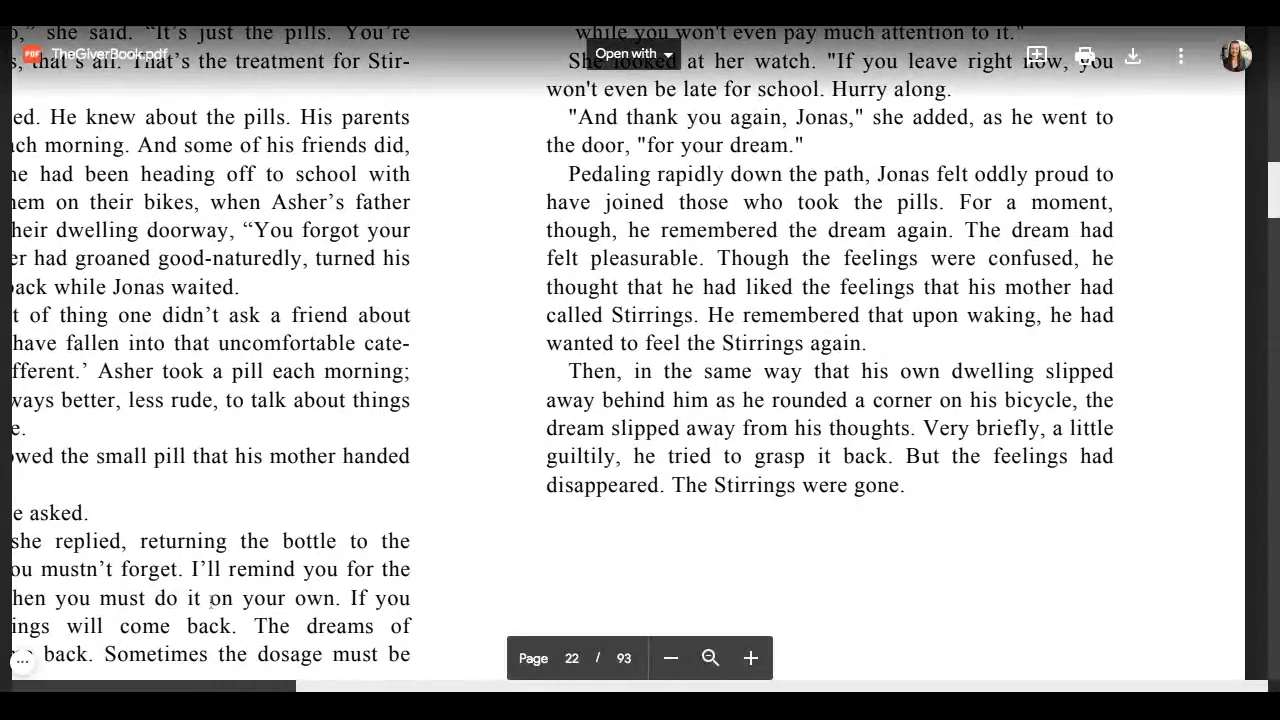 TheGiverBook.pdf
Open with
o,” she said. “It’s just the pills. You’re
s, that’s all. That’s the treatment for Stir-
ed. He knew about the pills. His parents
ach morning. And some of his friends did,
he had been heading off to school with
hem on their bikes, when Asher’s father
heir dwelling doorway, “You forgot your
er had groaned good-naturedly, turned his
back while Jonas waited.
t of thing one didn’t ask a friend about
have fallen into that uncomfortable cate-
fferent.’ Asher took a pill each morning;
ways better, less rude, to talk about things
e.
owed the small pill that his mother handed
e asked.
she replied, returning the bottle to the
ou mustn’t forget. I’ll remind you for the
hen you must do it on your own. If you
ings will come back. The dreams of
back. Sometimes the dosage must be
while you won't even pay much attention to it."
She looked at her watch. "If you leave right now, you
won't even be late for school. Hurry along.
"And thank you again, Jonas," she added, as he went to
the door, "for your dream."
Pedaling rapidly down the path, Jonas felt oddly proud to
have joined those who took the pills. For a moment,
though, he remembered the dream again. The dream had
felt pleasurable. Though the feelings were confused, he
thought that he had liked the feelings that his mother had
called Stirrings. He remembered that upon waking, he had
wanted to feel the Stirrings again.
Then, in the same way that his own dwelling slipped
away behind him as he rounded a corner on his bicycle, the
dream slipped away from his thoughts. Very briefly, a little
guiltily, he tried to grasp it back. But the feelings had
disappeared. The Stirrings were gone.
Page 22 / 93